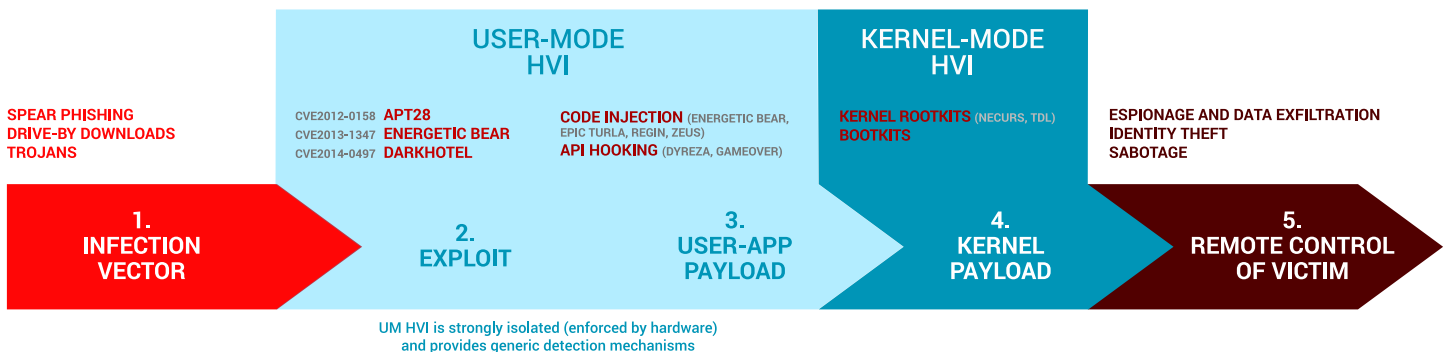 USER-MODE
HVI
KERNEL-MODE
HVI
SPEAR PHISHING
DRIVE-BY DOWNLOADS
TROJANS
CVE2012-0158 APT28
CVE2013-1347 ENERGETIC BEAR
CVE2014-0497 DARKHOTEL
CODE INJECTION (ENERGETIC BEAR,
EPIC TURLA, REGIN, ZEUS)
API HOOKING (DYREZA, GAMEOVER)
KERNEL ROOTKITS (NECURS, TDL)
BOOTKITS
ESPIONAGE AND DATA EXFILTRATION
IDENTITY THEFT
SABOTAGE
1.
INFECTION
VECTOR
2.
EXPLOIT
3.
USER-APP
PAYLOAD
4.
KERNEL
PAYLOAD
5.
REMOTE CONTROL
OF VICTIM
UM HVI is strongly isolated (enforced by hardware)
and provides generic detection mechanisms